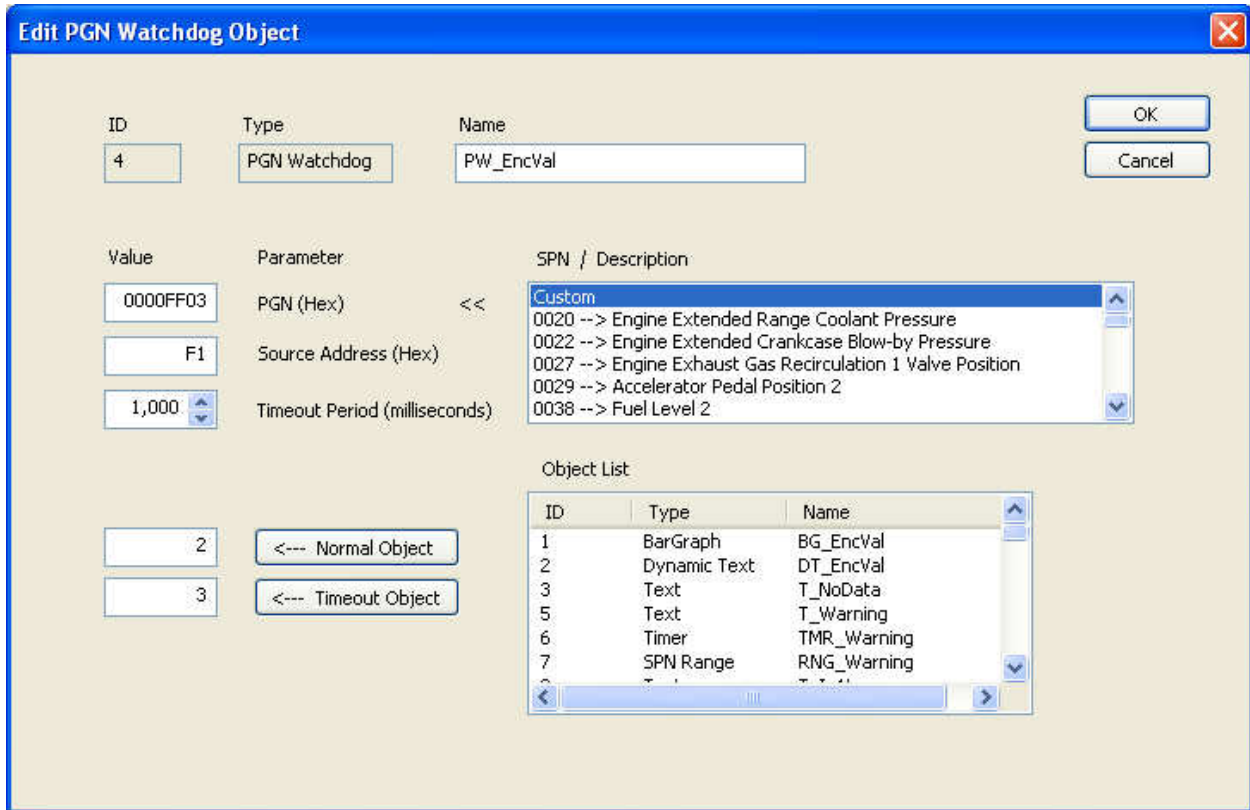 Edit PGN Watchdog Object
ID Type Name
4 PGN Watchdog PW_EncVal
OK
Cancel
Value Parameter SPN / Description
0000FF03 PGN (Hex) <<
F1 Source Address (Hex)
1,000 Timeout Period (milliseconds)
Custom
0020 --> Engine Extended Range Coolant Pressure
0022 --> Engine Extended Crankcase Blow-by Pressure
0027 --> Engine Exhaust Gas Recirculation 1 Valve Position
0029 --> Accelerator Pedal Position 2
0038 --> Fuel Level 2
Object List
ID Type Name
1 BarGraph BG_EncVal
2 Dynamic Text DT_EncVal
3 Text T_NoData
5 Text T_Warning
6 Timer TMR_Warning
7 SPN Range RNG_Warning
2 <--- Normal Object
3 <--- Timeout Object